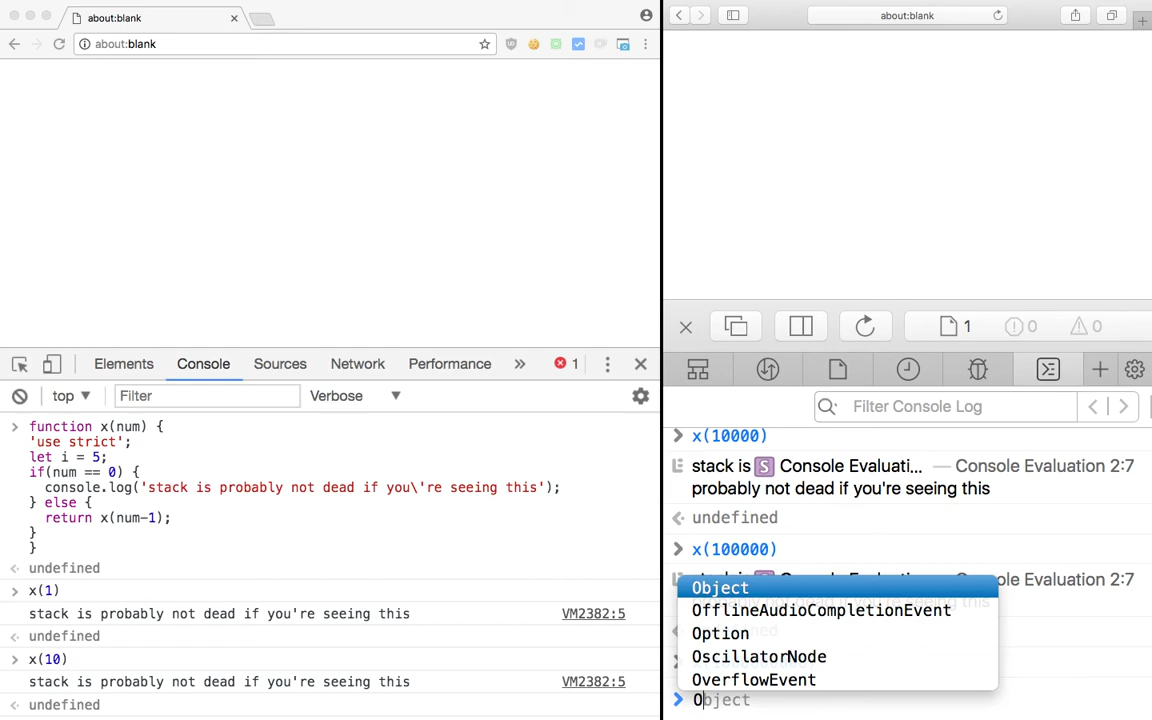 about:blank
about:blank
Elements Console Sources Network Performance » 1
top Filter Verbose
function x(num) {
'use strict';
let i = 5;
if(num == 0) {
console.log('stack is probably not dead if you\'re seeing this');
} else {
return x(num-1);
}
}
undefined
x(1)
stack is probably not dead if you're seeing this VM2382:5
undefined
x(10)
stack is probably not dead if you're seeing this VM2382:5
undefined
about:blank
1 0 0
Filter Console Log
x(10000)
stack is S Console Evaluati... — Console Evaluation 2:7
probably not dead if you're seeing this
undefined
x(100000)
ole Evaluation 2:7
Object
OfflineAudioCompletionEvent
Option
OscillatorNode
OverflowEvent
Object